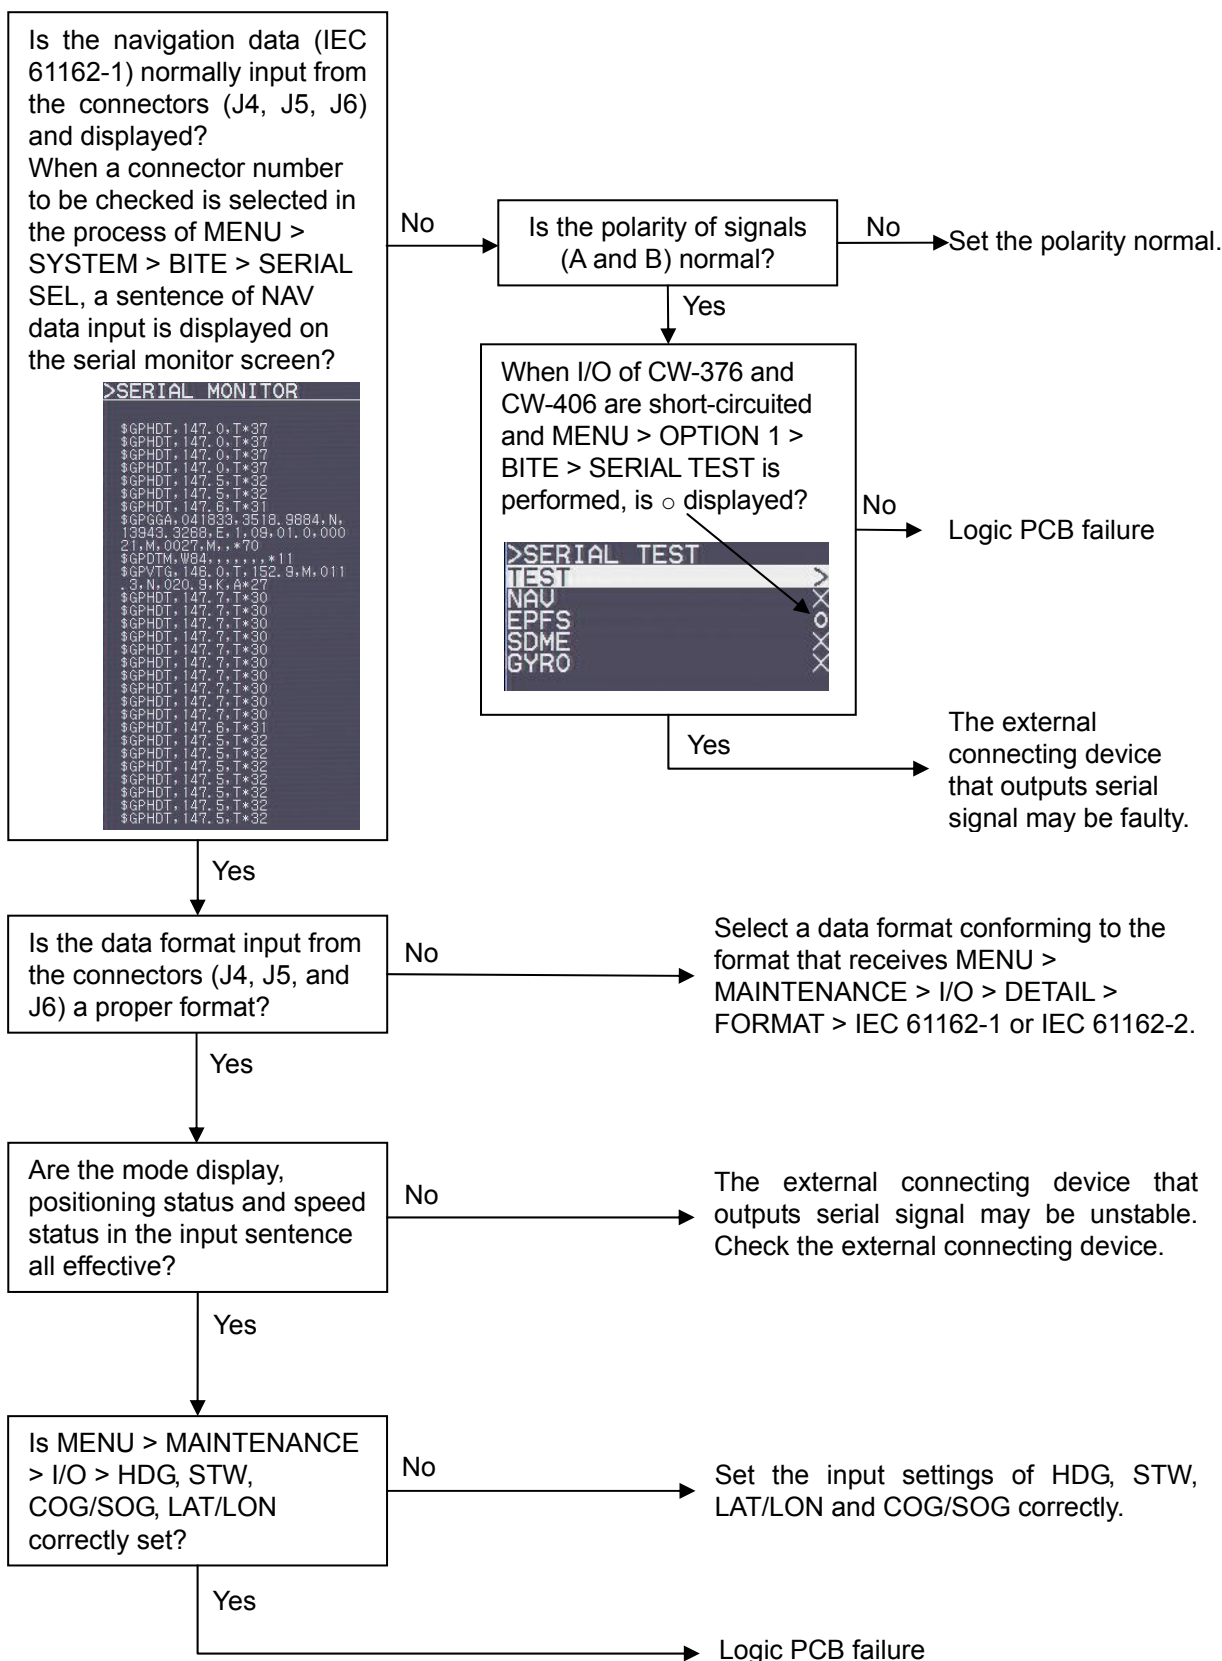 Is the navigation data (IEC
61162-1) normally input from
the connectors (J4, J5, J6)
and displayed?
When a connector number
to be checked is selected in
the process of MENU >
SYSTEM > BITE > SERIAL
SEL, a sentence of NAV
data input is displayed on
the serial monitor screen?
>SERIAL MONITOR
$GPHDT,147.0,T*37
$GPHDT,147.0,T*37
$GPHDT,147.0,T*37
$GPHDT,147.0,T*37
$GPHDT,147.5,T*32
$GPHDT,147.5,T*32
$GPHDT,147.6,T*31
$GPGGA,041833,3518.9884,N,
13943.3268,E,1,09,01.0,000
21,M,0027,M,,*70
$GPDTM,W84,,,,,,,*11
$GPVTG,148.0,T,152.9,M,011
.3,N,020.9,K,A*27
$GPHDT,147.7,T*30
$GPHDT,147.7,T*30
$GPHDT,147.7,T*30
$GPHDT,147.7,T*30
$GPHDT,147.7,T*30
$GPHDT,147.7,T*30
$GPHDT,147.7,T*30
$GPHDT,147.7,T*30
$GPHDT,147.7,T*30
$GPHDT,147.6,T*31
$GPHDT,147.5,T*32
$GPHDT,147.5,T*32
$GPHDT,147.5,T*32
$GPHDT,147.5,T*32
$GPHDT,147.5,T*32
$GPHDT,147.5,T*32
$GPHDT,147.5,T*32
No
Is the polarity of signals
(A and B) normal?
No
Set the polarity normal.
Yes
When I/O of CW-376 and
CW-406 are short-circuited
and MENU > OPTION 1 >
BITE > SERIAL TEST is
performed, is ○ displayed?
>SERIAL TEST
TEST >
NAV X
EPFS O
SDME X
GYRO X
No
Logic PCB failure
Yes
The external
connecting device
that outputs serial
signal may be faulty.
Yes
Is the data format input from
the connectors (J4, J5, and
J6) a proper format?
No
Select a data format conforming to the
format that receives MENU >
MAINTENANCE > I/O > DETAIL >
FORMAT > IEC 61162-1 or IEC 61162-2.
Yes
Are the mode display,
positioning status and speed
status in the input sentence
all effective?
No
The external connecting device that
outputs serial signal may be unstable.
Check the external connecting device.
Yes
Is MENU > MAINTENANCE
> I/O > HDG, STW,
COG/SOG, LAT/LON
correctly set?
No
Set the input settings of HDG, STW,
LAT/LON and COG/SOG correctly.
Yes
Logic PCB failure